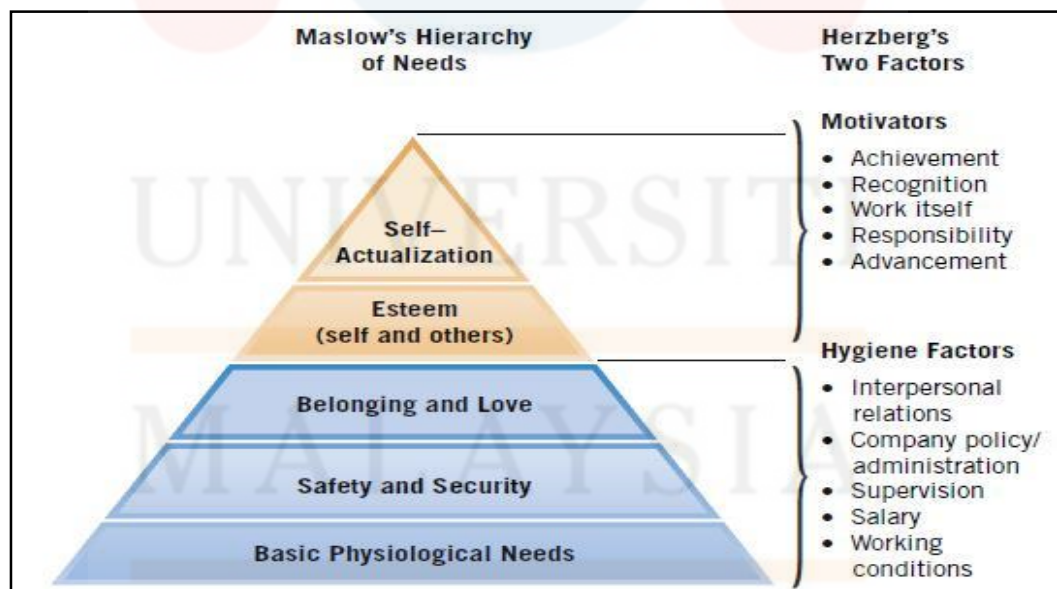 Maslow's Hierarchy
of Needs
Self–
Actualization
Esteem
(self and others)
Belonging and Love
Safety and Security
Basic Physiological Needs
Herzberg's
Two Factors
Motivators
• Achievement
• Recognition
• Work itself
• Responsibility
• Advancement
Hygiene Factors
• Interpersonal
relations
• Company policy/
administration
• Supervision
• Salary
• Working
conditions
UNIVERSITI
MALAYSIA